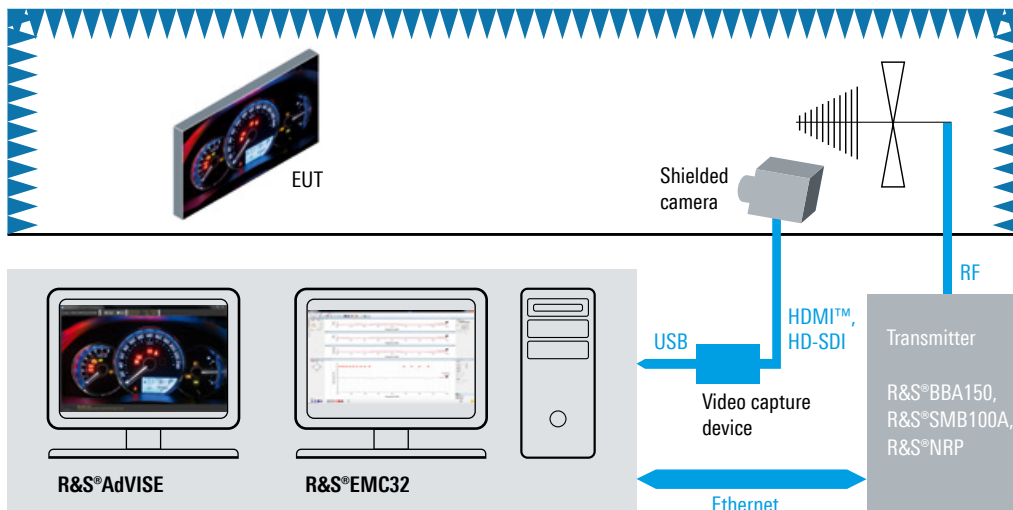 EUT
Shielded
camera
RF
USB
HDMI™,
HD-SDI
Video capture
device
Transmitter
R&S®BBA150,
R&S®SMB100A,
R&S®NRP
R&S®AdVISE
R&S®EMC32
Ethernet